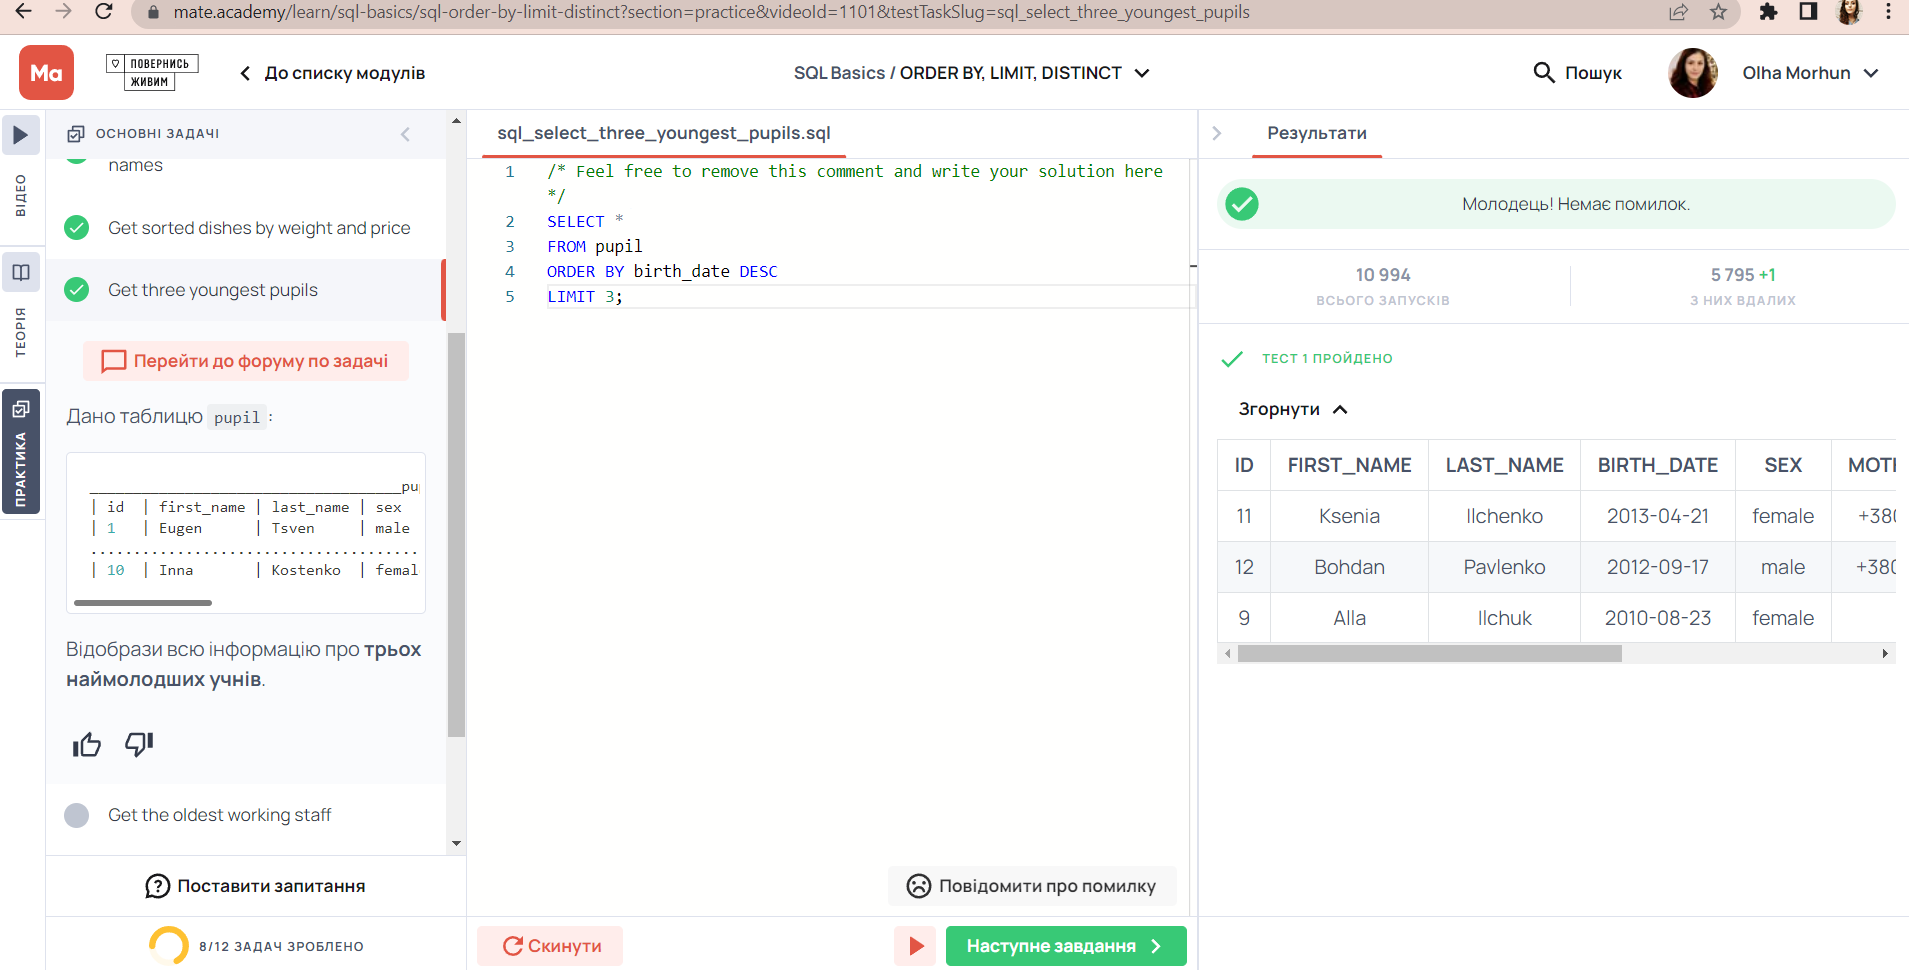 mate.academy/learn/sql-basics/sql-order-by-limit-distinct?section=practice&videoId=1101&testTaskSlug=sql_select_three_youngest_pupils
Ma
ПОВЕРНИСЬ
ЖИВИМ
До списку модулів
SQL Basics / ORDER BY, LIMIT, DISTINCT
Пошук
Olha Morhun
ВІДЕО
ТЕОРІЯ
ПРАКТИКА
ОСНОВНІ ЗАДАЧІ
names
Get sorted dishes by weight and price
Get three youngest pupils
Перейти до форуму по задачі
Дано таблицю pupil :
____________________________________pu
| id | first_name | last_name | sex
| 1 | Eugen | Tsven | male
......................................
| 10 | Inna | Kostenko | femal
Відобрази всю інформацію про трьох
наймолодших учнів.
Get the oldest working staff
Поставити запитання
8/12 ЗАДАЧ ЗРОБЛЕНО
sql_select_three_youngest_pupils.sql
1 /* Feel free to remove this comment and write your solution here
*/
2 SELECT *
3 FROM pupil
4 ORDER BY birth_date DESC
5 LIMIT 3;
Повідомити про помилку
Скинути
Наступне завдання
Результати
Молодець! Немає помилок.
10 994
ВСЬОГО ЗАПУСКІВ
5 795 +1
З НИХ ВДАЛИХ
ТЕСТ 1 ПРОЙДЕНО
Згорнути
ID FIRST_NAME LAST_NAME BIRTH_DATE SEX MOTH
11 Ksenia Ilchenko 2013-04-21 female +380
12 Bohdan Pavlenko 2012-09-17 male +380
9 Alla Ilchuk 2010-08-23 female